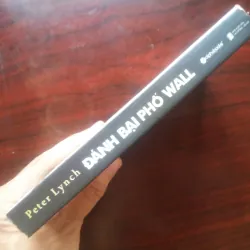 Peter Lynch ĐÁNH BẠI PHỐ WALL